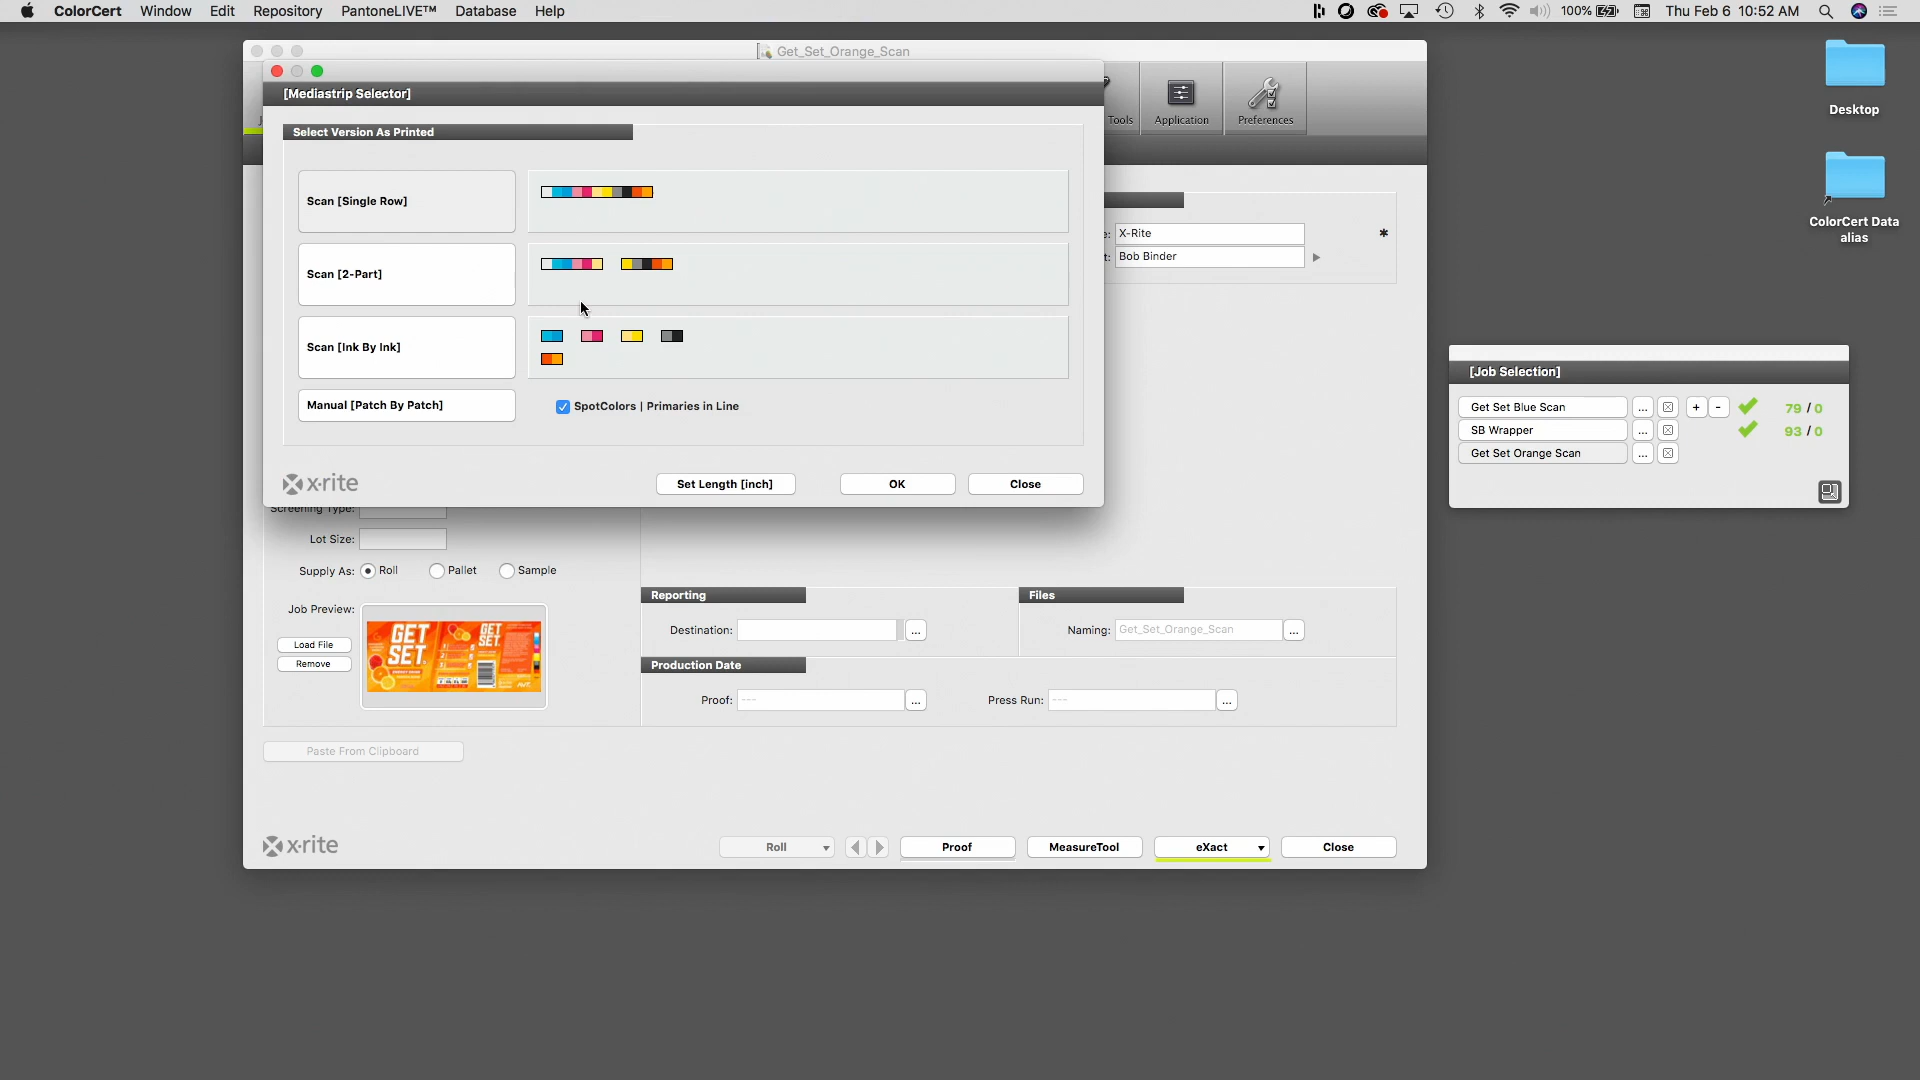 ColorCert Window Edit Repository PantoneLIVE™ Database Help 100% Thu Feb 6 10:52 AM
Get_Set_Orange_Scan
[Mediastrip Selector]
Tools Application Preferences
Select Version As Printed
Scan [Single Row]
Scan [2-Part]
Scan [Ink By Ink]
Manual [Patch By Patch] SpotColors | Primaries in Line
x·rite Set Length [inch] OK Close
X-Rite *
Bob Binder
Desktop
ColorCert Data
alias
[Job Selection]
Get Set Blue Scan ... + - 79 / 0
SB Wrapper ... 93 / 0
Get Set Orange Scan ...
Screening Type:
Lot Size:
Supply As: Roll Pallet Sample
Job Preview:
Load File
Remove
GET SET
GET SET
Reporting
Destination: ...
Files
Naming: Get_Set_Orange_Scan ...
Production Date
Proof: --- ... Press Run: --- ...
Paste From Clipboard
x·rite Roll Proof MeasureTool eXact Close